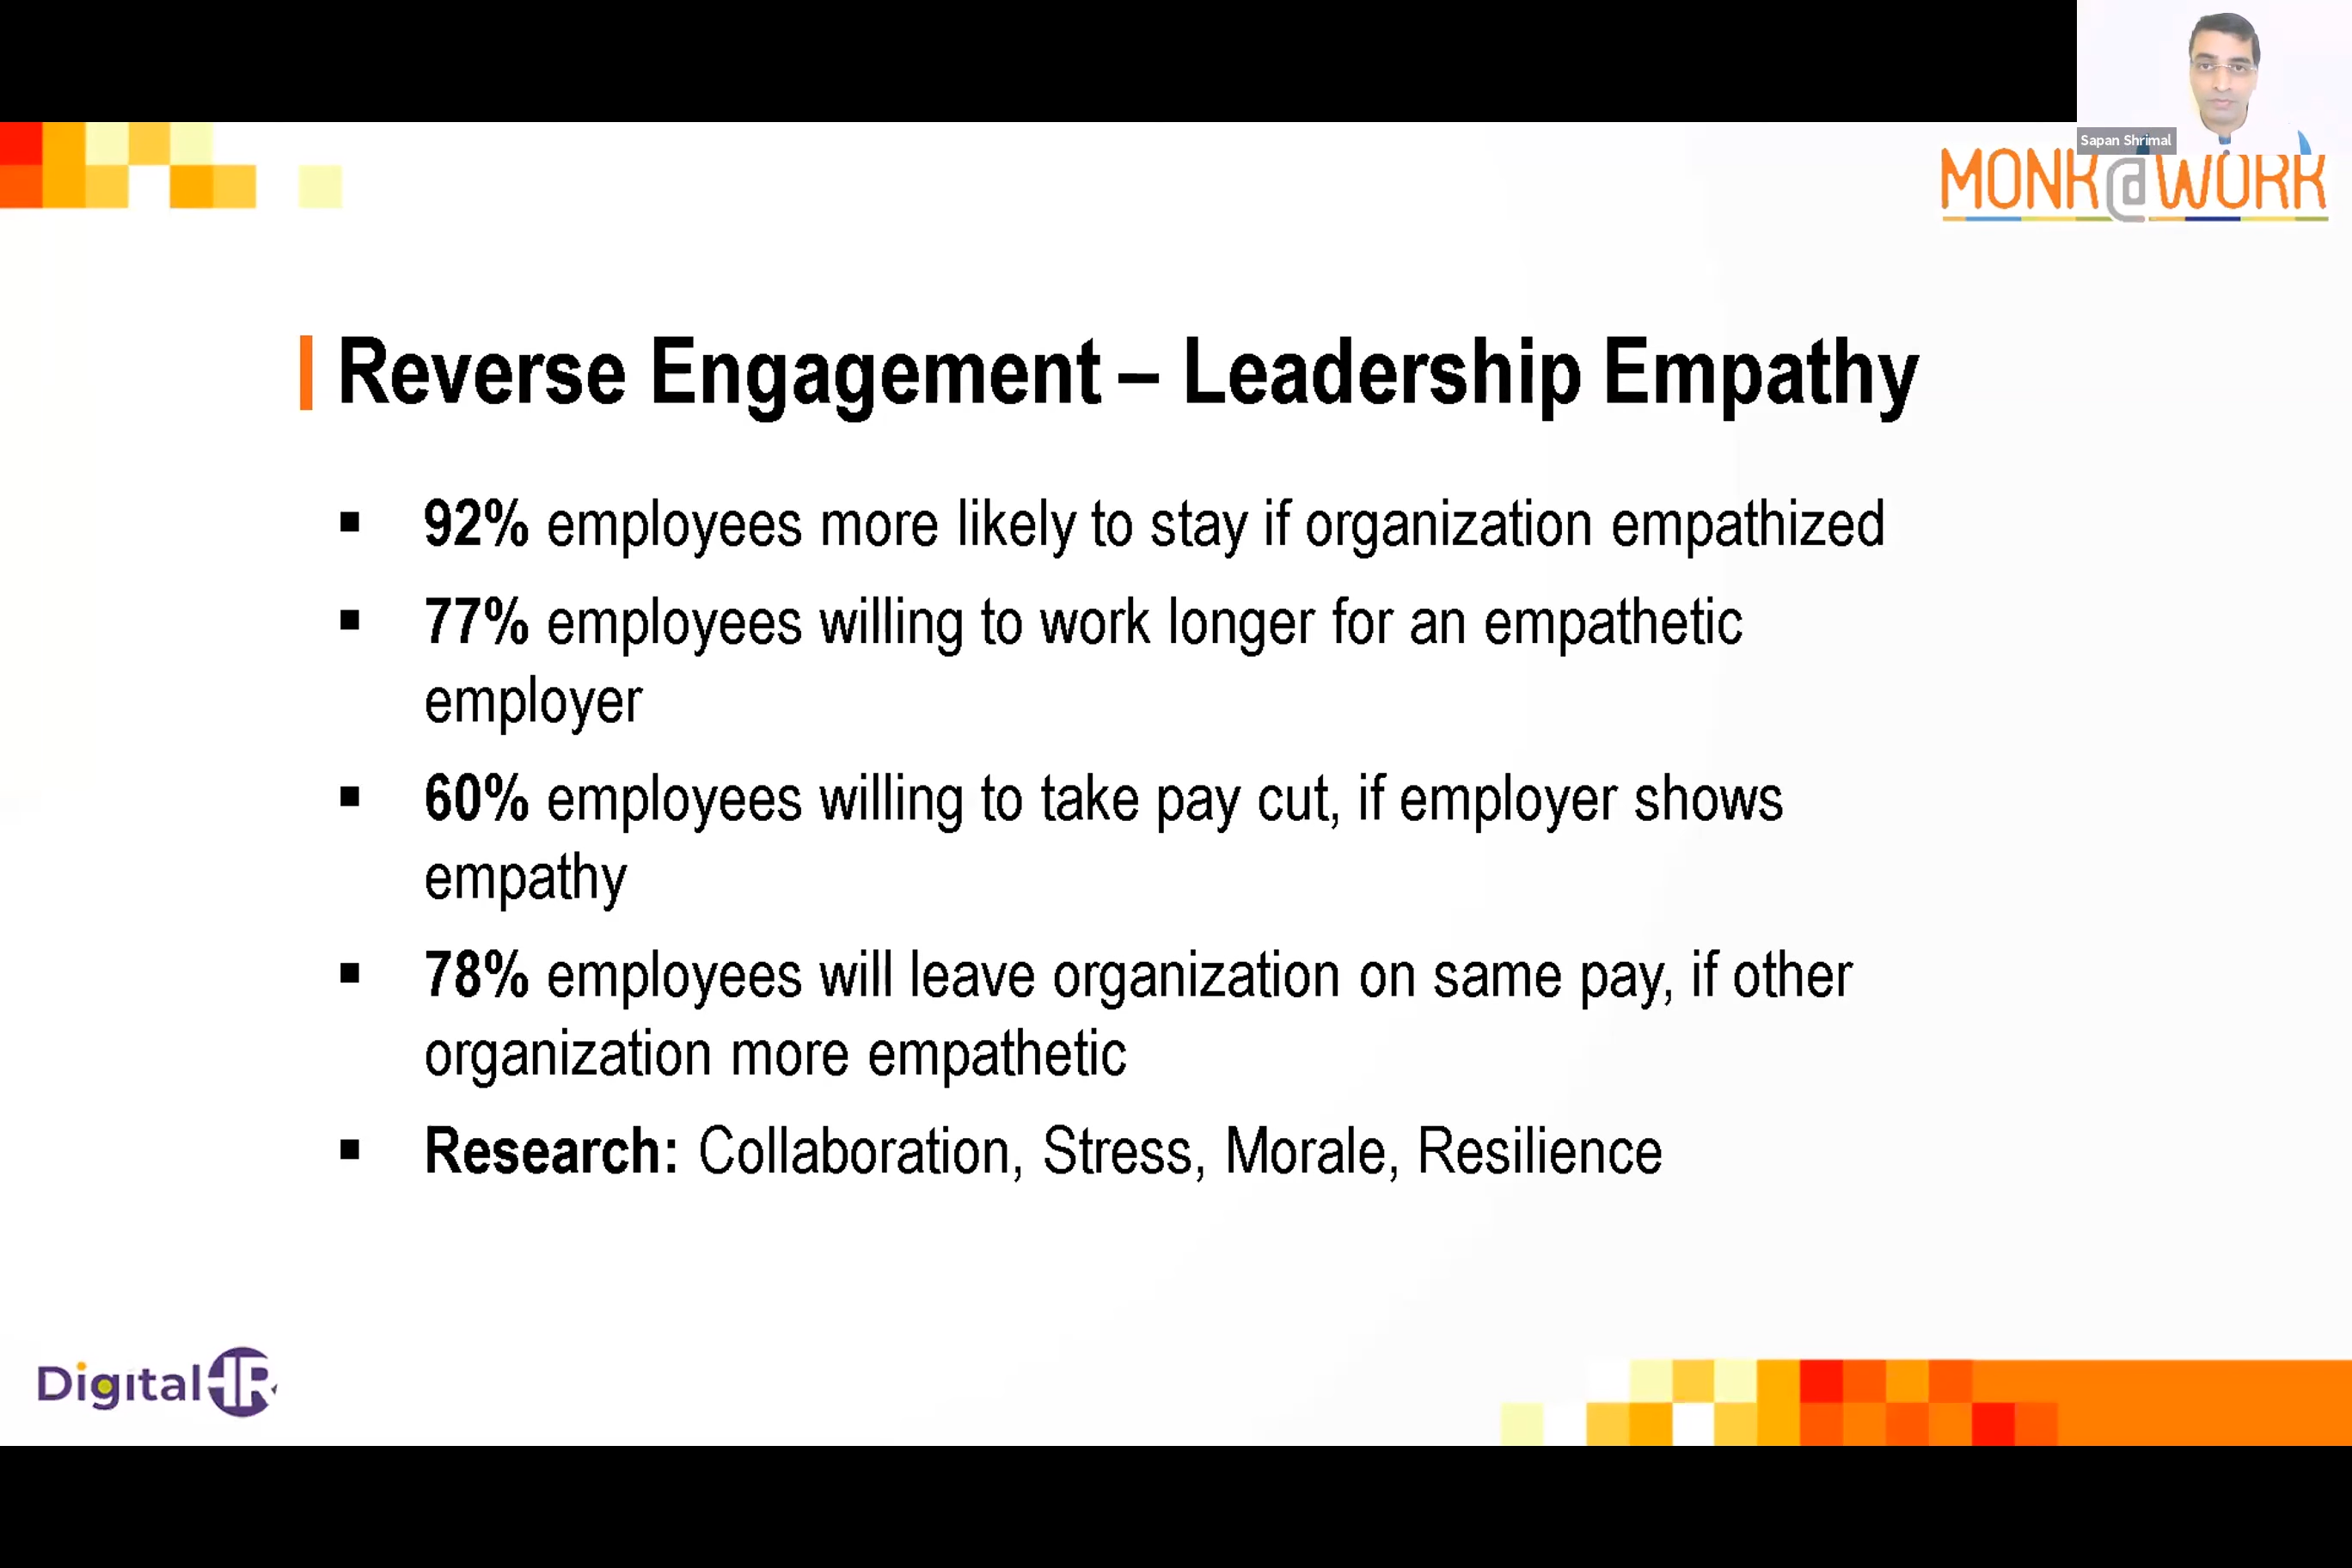 Sapan Shrimal
MONK@WORK
Reverse Engagement – Leadership Empathy
▪ 92% employees more likely to stay if organization empathized
▪ 77% employees willing to work longer for an empathetic
employer
▪ 60% employees willing to take pay cut, if employer shows
empathy
▪ 78% employees will leave organization on same pay, if other
organization more empathetic
▪ Research: Collaboration, Stress, Morale, Resilience
DigitalHR